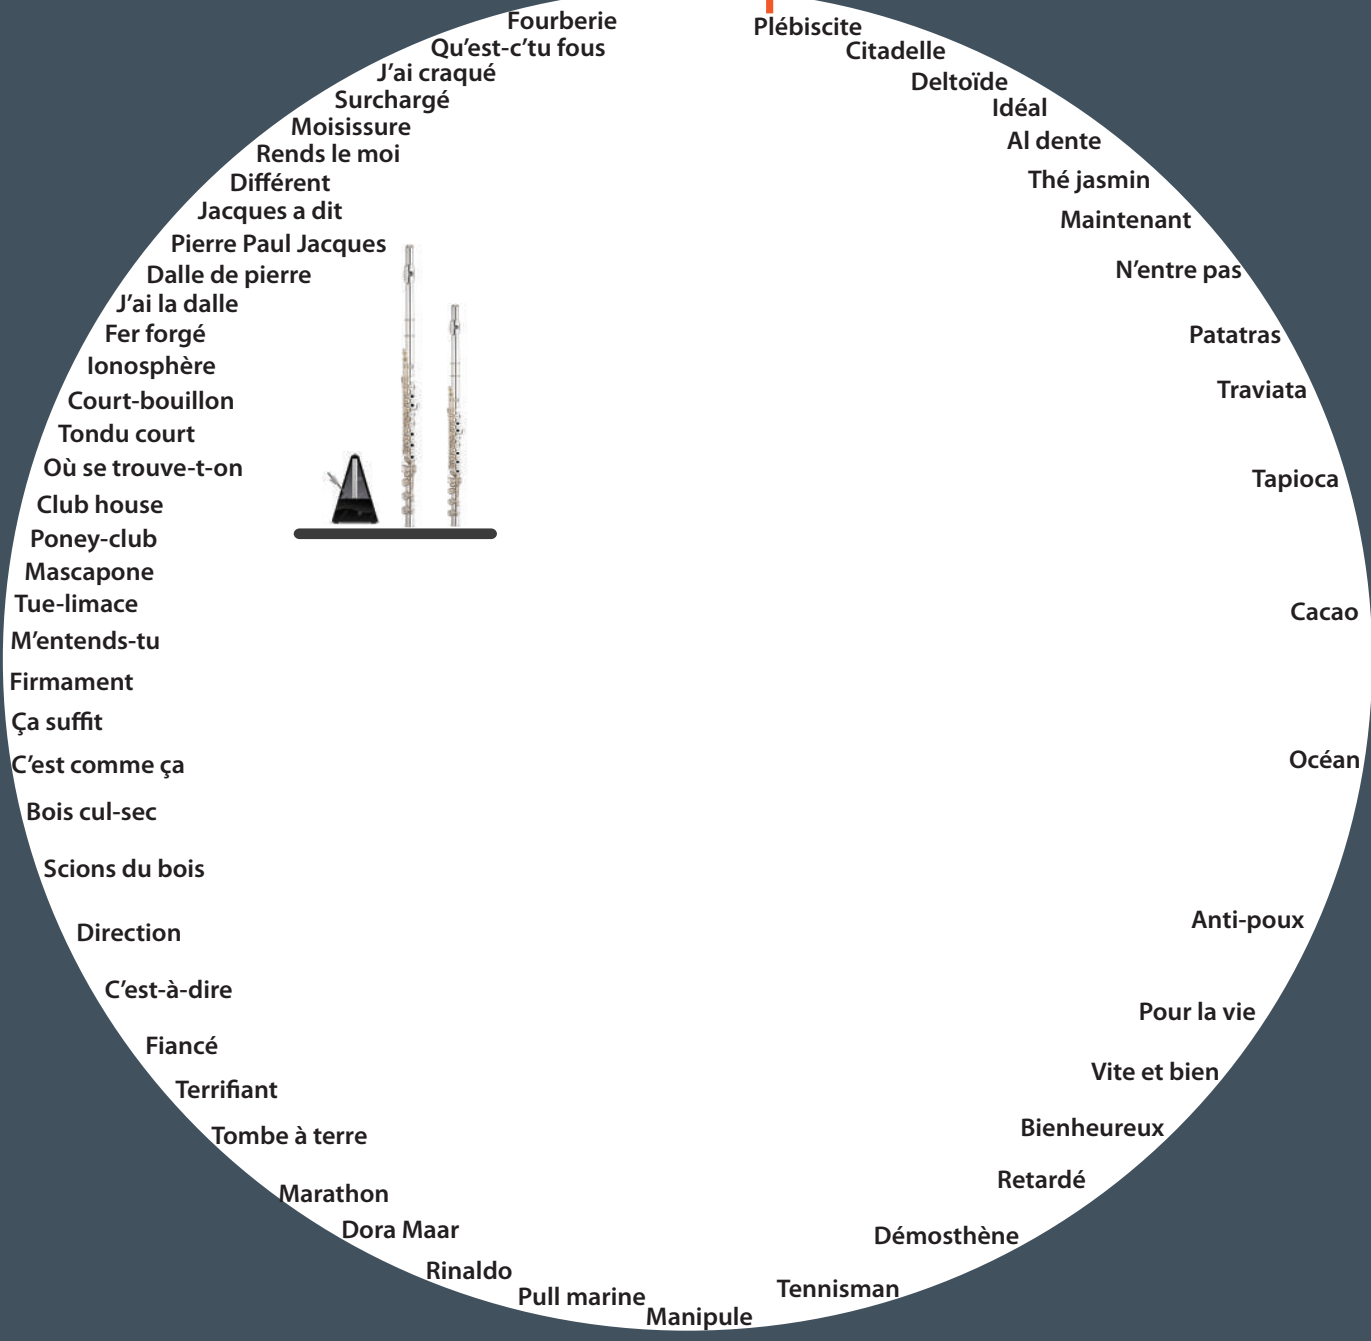 Plébiscite
Citadelle
Deltoïde
Idéal
Al dente
Thé jasmin
Maintenant
N'entre pas
Patatras
Traviata
Tapioca
Cacao
Océan
Anti-poux
Pour la vie
Vite et bien
Bienheureux
Retardé
Démosthène
Tennisman
Manipule
Pull marine
Rinaldo
Dora Maar
Marathon
Tombe à terre
Terrifiant
Fiancé
C'est-à-dire
Direction
Scions du bois
Bois cul-sec
C'est comme ça
Ça suffit
Firmament
M'entends-tu
Tue-limace
Mascapone
Poney-club
Club house
Où se trouve-t-on
Tondu court
Court-bouillon
Ionosphère
Fer forgé
J'ai la dalle
Dalle de pierre
Pierre Paul Jacques
Jacques a dit
Différent
Rends le moi
Moisissure
Surchargé
J'ai craqué
Qu'est-c'tu fous
Fourberie